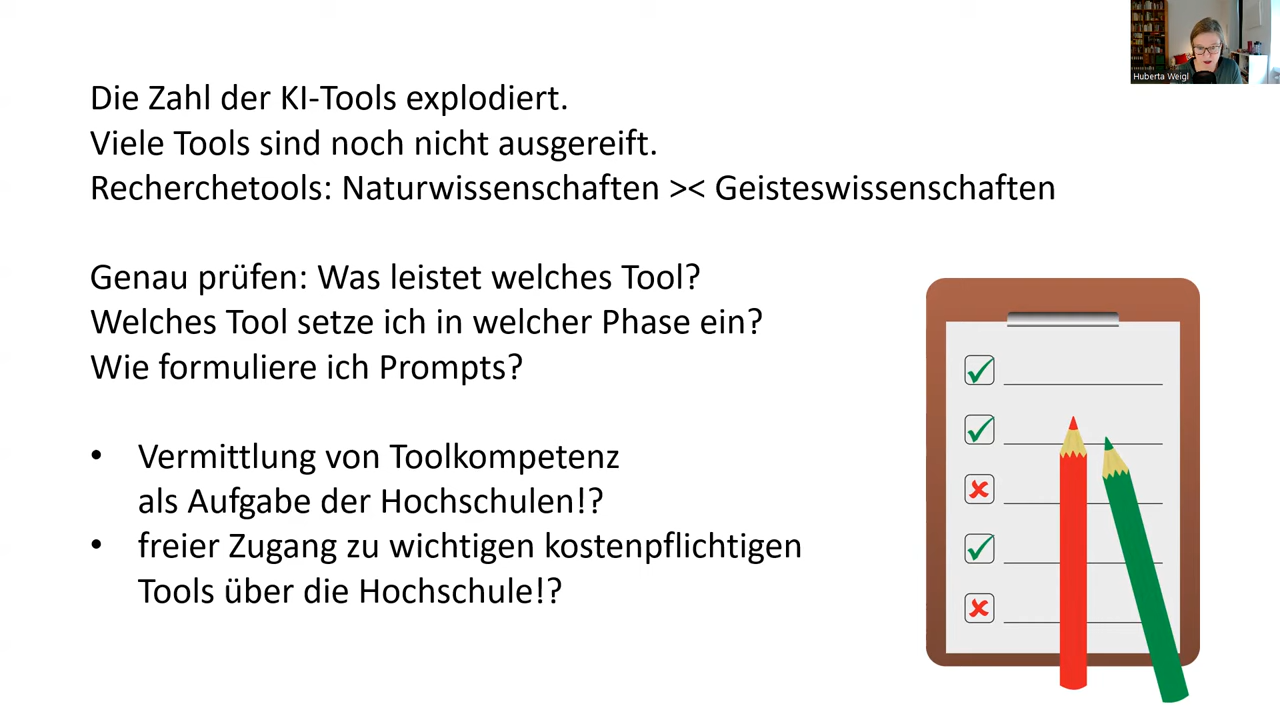 Huberta Weigl
Die Zahl der KI-Tools explodiert.
Viele Tools sind noch nicht ausgereift.
Recherchetools: Naturwissenschaften >< Geisteswissenschaften
Genau prüfen: Was leistet welches Tool?
Welches Tool setze ich in welcher Phase ein?
Wie formuliere ich Prompts?
• Vermittlung von Toolkompetenz
als Aufgabe der Hochschulen!?
• freier Zugang zu wichtigen kostenpflichtigen
Tools über die Hochschule!?